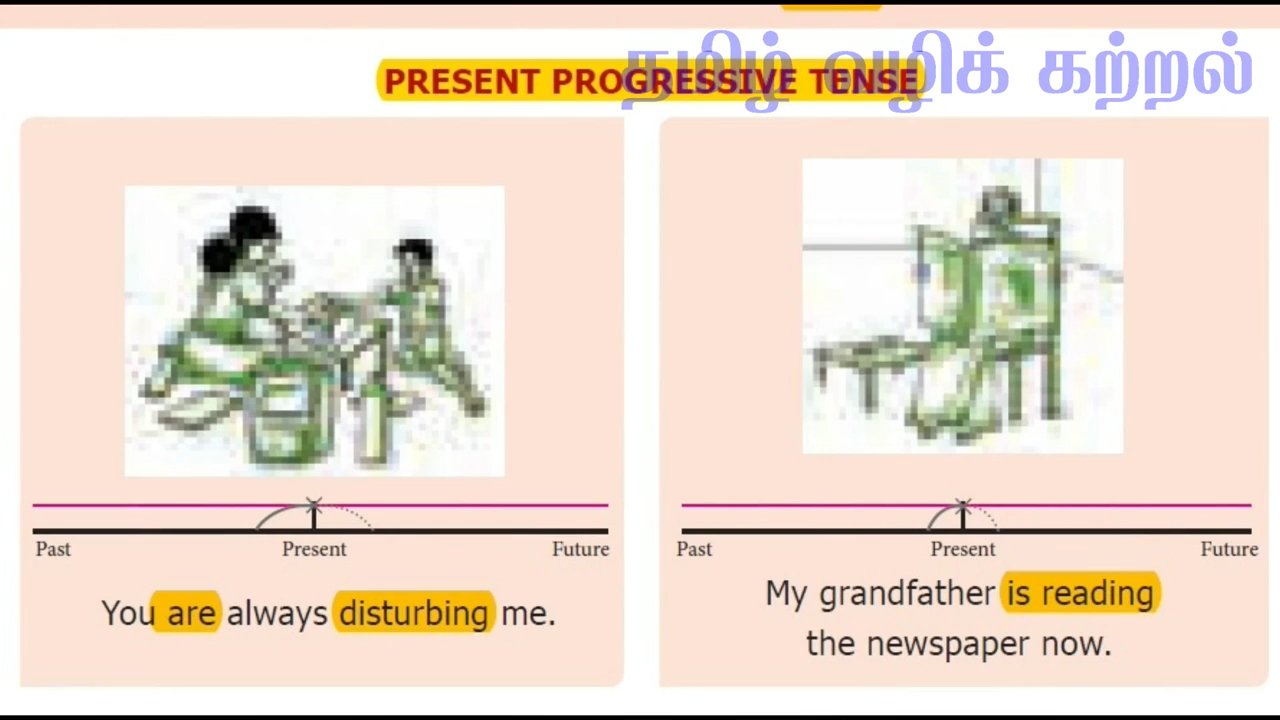 தமிழ் வழிக் கற்றல்
PRESENT PROGRESSIVE TENSE
Past Present Future
You are always disturbing me.
Past Present Future
My grandfather is reading
the newspaper now.